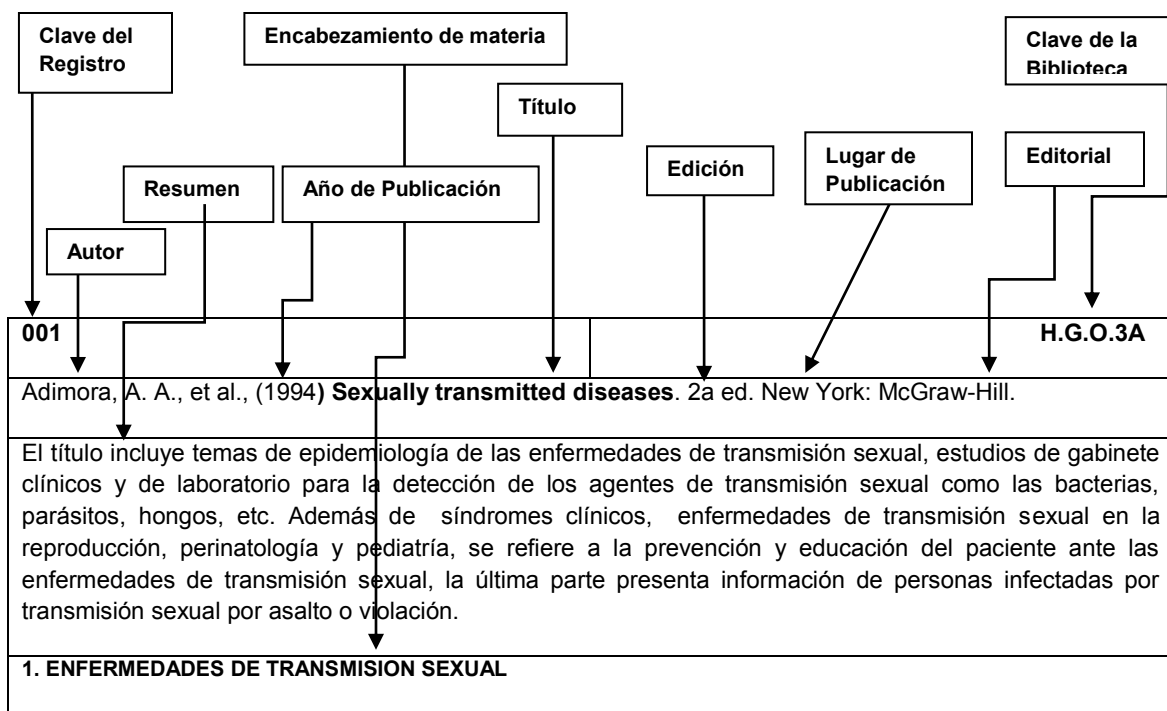 Clave del
Registro
Encabezamiento de materia
Clave de la
Biblioteca
Título
Edición
Lugar de
Publicación
Editorial
Resumen
Año de Publicación
Autor
001
H.G.O.3A
Adimora, A. A., et al., (1994) Sexually transmitted diseases. 2a ed. New York: McGraw-Hill.
El título incluye temas de epidemiología de las enfermedades de transmisión sexual, estudios de gabinete
clínicos y de laboratorio para la detección de los agentes de transmisión sexual como las bacterias,
parásitos, hongos, etc. Además de síndromes clínicos, enfermedades de transmisión sexual en la
reproducción, perinatología y pediatría, se refiere a la prevención y educación del paciente ante las
enfermedades de transmisión sexual, la última parte presenta información de personas infectadas por
transmisión sexual por asalto o violación.
1. ENFERMEDADES DE TRANSMISION SEXUAL